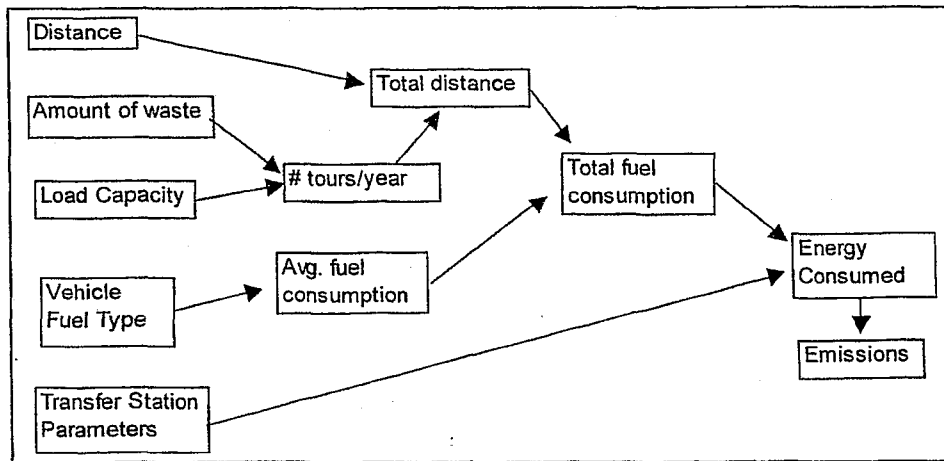 Distance
Total distance
Amount of waste
# tours/year
Load Capacity
Total fuel
consumption
Avg. fuel
consumption
Energy
Consumed
Vehicle
Fuel Type
Emissions
Transfer Station
Parameters